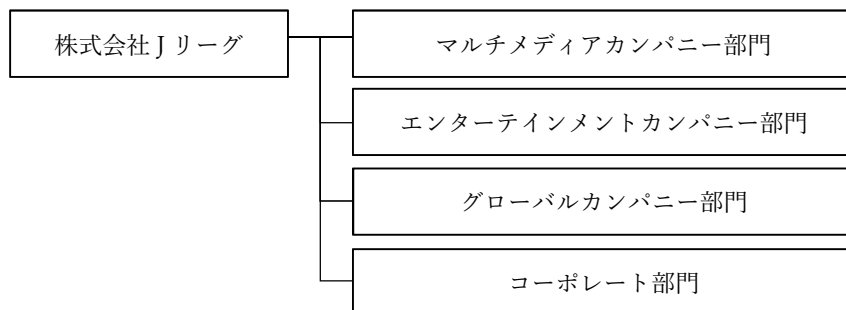 株式会社Jリーグ
マルチメディアカンパニー部門
エンターテインメントカンパニー部門
グローバルカンパニー部門
コーポレート部門